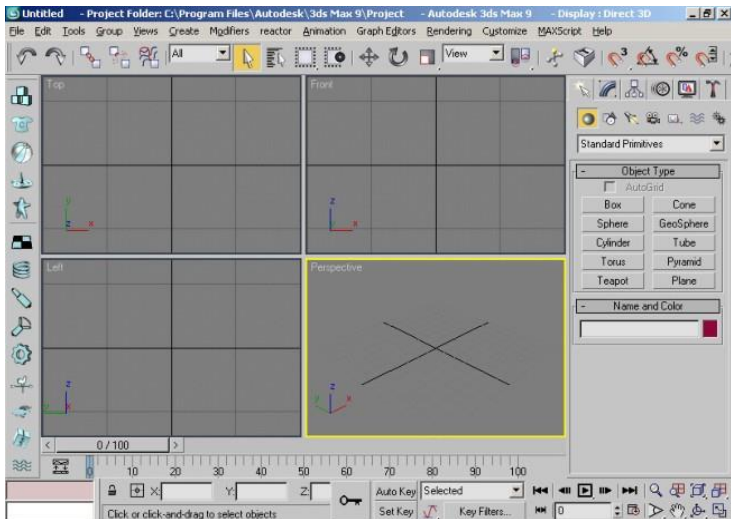 Untitled - Project Folder: C:\Program Files\Autodesk\3ds Max 9\Project - Autodesk 3ds Max 9 - Display : Direct 3D
File Edit Tools Group Views Create Modifiers reactor Animation Graph Editors Rendering Customize MAXScript Help
All View
Top Front
Standard Primitives
- Object Type
AutoGrid
Box Cone
Sphere GeoSphere
Cylinder Tube
Torus Pyramid
Teapot Plane
- Name and Color
y z x
z x
Left Perspective
z
y x
z
y x
< 0 / 100 >
0 10 20 30 40 50 60 70 80 90 100
X: Y: Z: Auto Key Selected
Click or click-and-drag to select objects Set Key Key Filters... 0